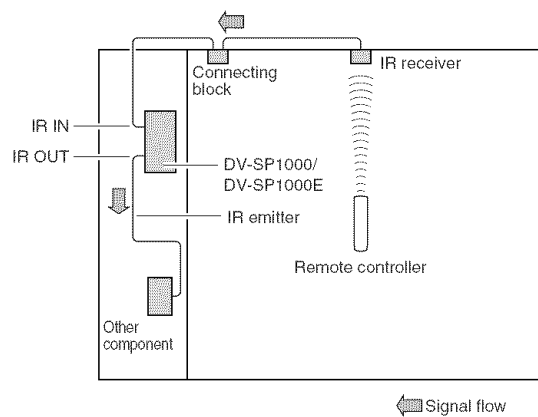 Connecting
block
IR receiver
IR IN
IR OUT
DV-SP1000/
DV-SP1000E
IR emitter
Remote controller
Other
component
Signal flow